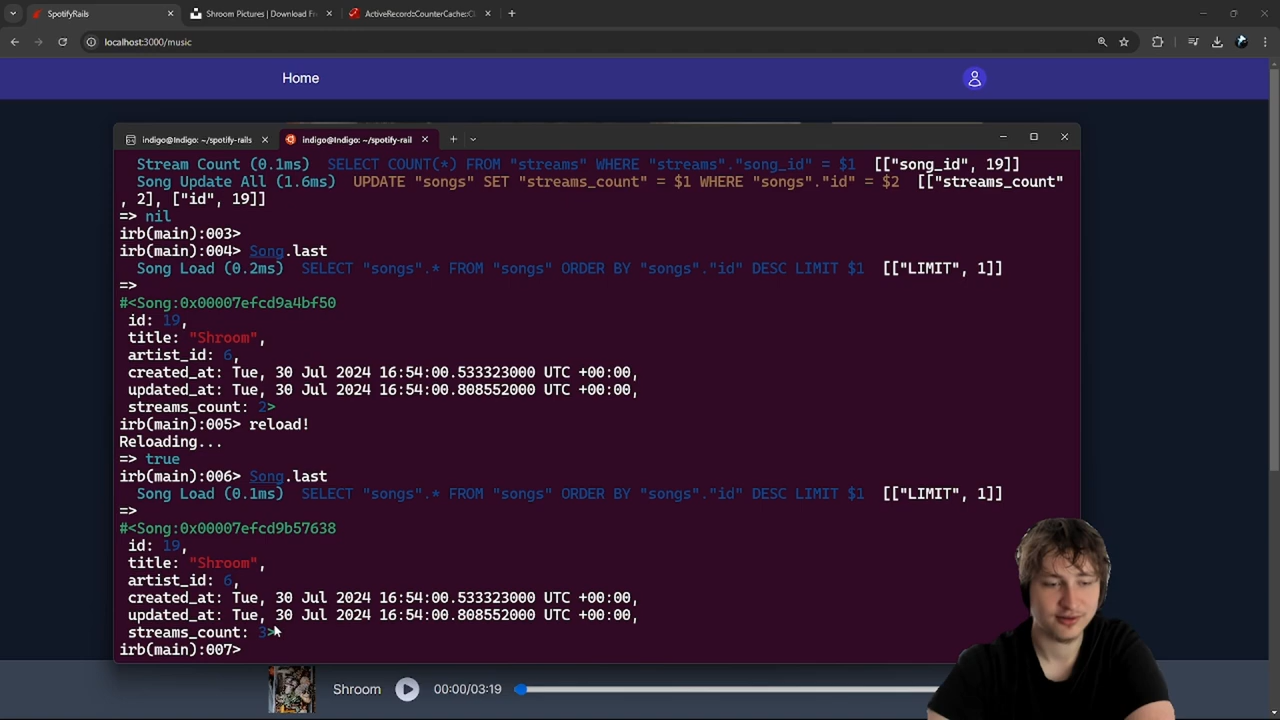 SpotifyRails
Shroom Pictures | Download Fr
ActiveRecord::CounterCache::C
localhost:3000/music
Home
indigo@Indigo: ~/spotify-rails
indigo@Indigo: ~/spotify-rail
Stream Count (0.1ms)  SELECT COUNT(*) FROM "streams" WHERE "streams"."song_id" = $1  [["song_id", 19]]
Song Update All (1.6ms)  UPDATE "songs" SET "streams_count" = $1 WHERE "songs"."id" = $2  [["streams_count"
, 2], ["id", 19]]
=> nil
irb(main):003>
irb(main):004> Song.last
Song Load (0.2ms)  SELECT "songs".* FROM "songs" ORDER BY "songs"."id" DESC LIMIT $1  [["LIMIT", 1]]
=>
#<Song:0x00007efcd9a4bf50
id: 19,
title: "Shroom",
artist_id: 6,
created_at: Tue, 30 Jul 2024 16:54:00.533323000 UTC +00:00,
updated_at: Tue, 30 Jul 2024 16:54:00.808552000 UTC +00:00,
streams_count: 2>
irb(main):005> reload!
Reloading...
=> true
irb(main):006> Song.last
Song Load (0.1ms)  SELECT "songs".* FROM "songs" ORDER BY "songs"."id" DESC LIMIT $1  [["LIMIT", 1]]
=>
#<Song:0x00007efcd9b57638
id: 19,
title: "Shroom",
artist_id: 6,
created_at: Tue, 30 Jul 2024 16:54:00.533323000 UTC +00:00,
updated_at: Tue, 30 Jul 2024 16:54:00.808552000 UTC +00:00,
streams_count: 3>
irb(main):007>
Shroom
00:00/03:19